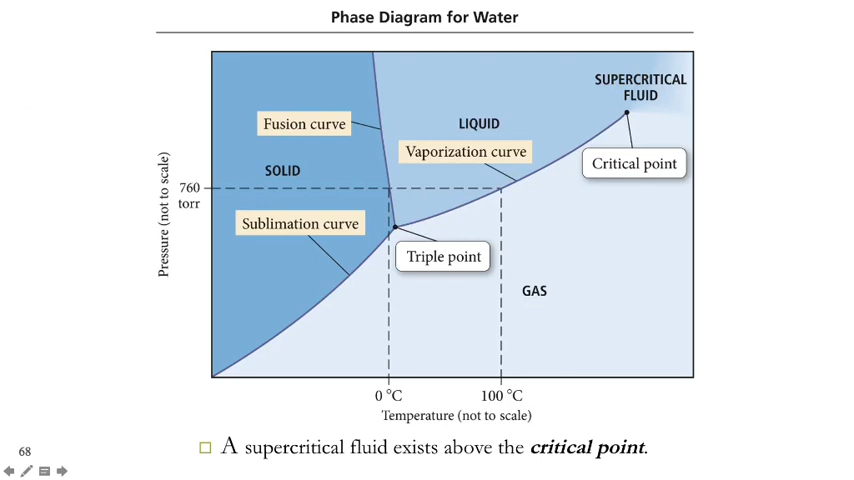 Phase Diagram for Water
SUPERCRITICAL
FLUID
Fusion curve
LIQUID
Vaporization curve
Critical point
SOLID
760
torr
Sublimation curve
Triple point
GAS
Pressure (not to scale)
0 °C
100 °C
Temperature (not to scale)
A supercritical fluid exists above the critical point.
68